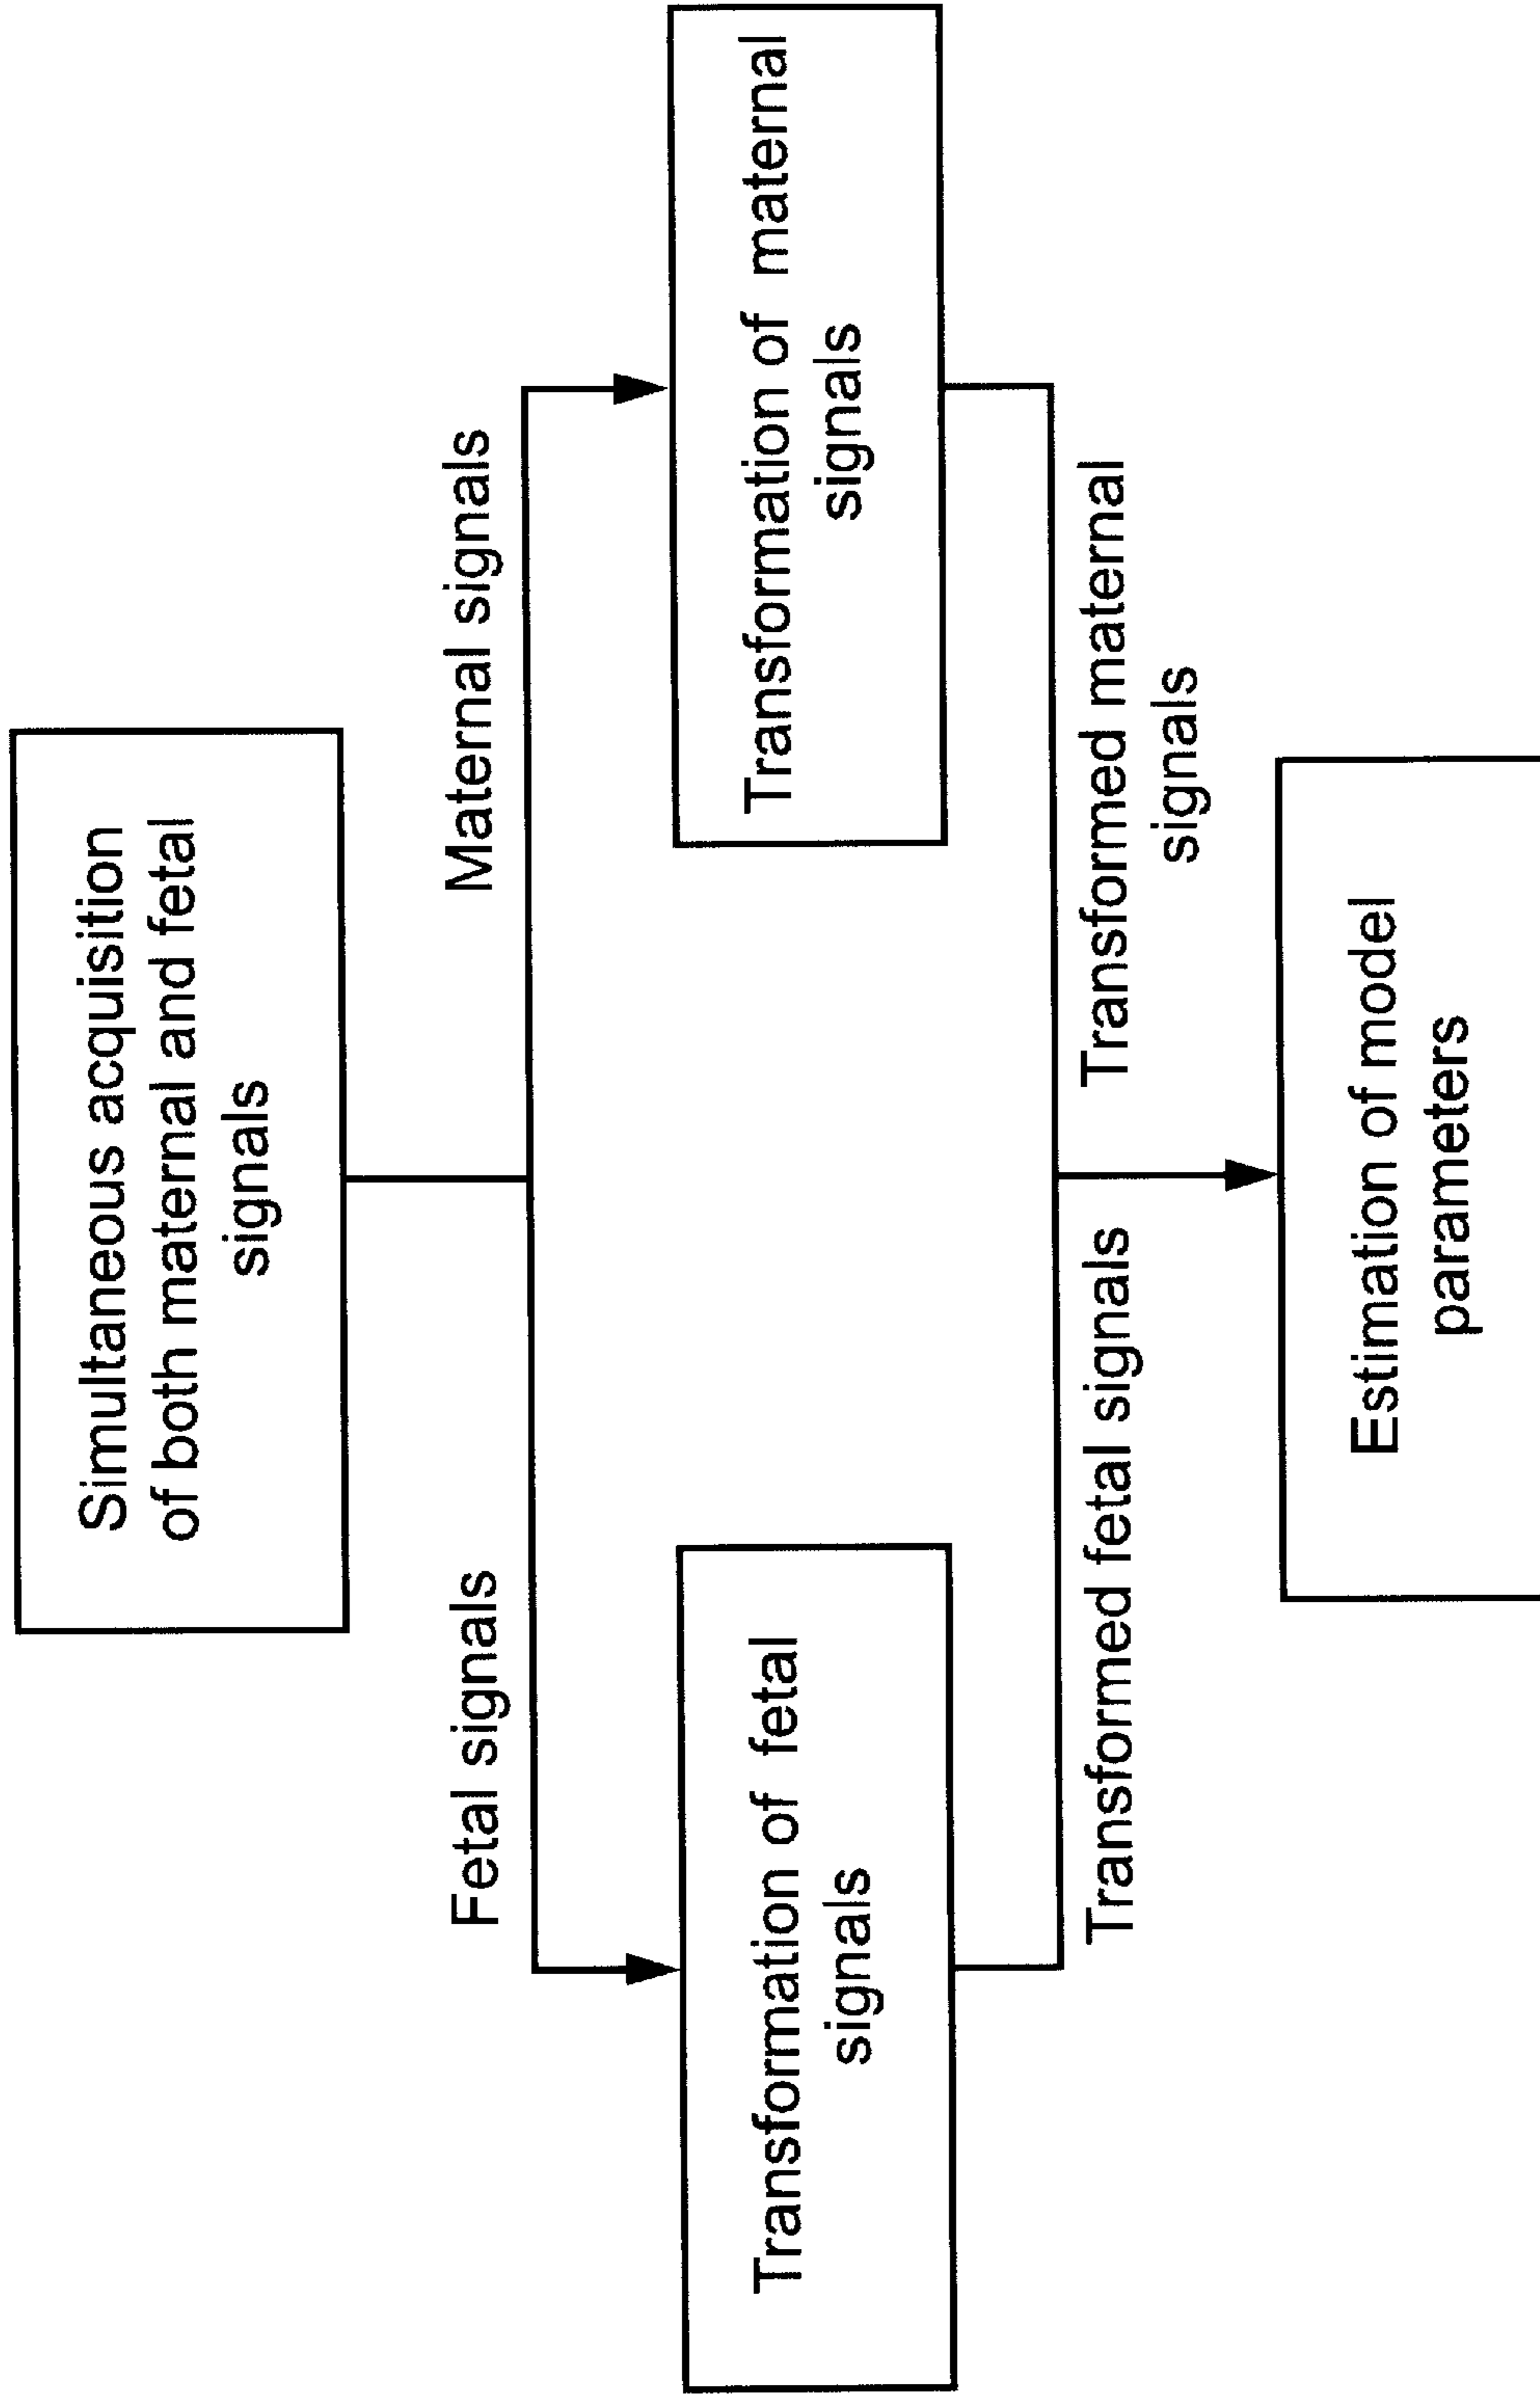 Simultaneous acquisition
of both maternal and fetal
signals
Fetal signals
Maternal signals
Transformation of fetal
signals
Transformation of maternal
signals
Transformed fetal signals
Transformed maternal
signals
Estimation of model
parameters